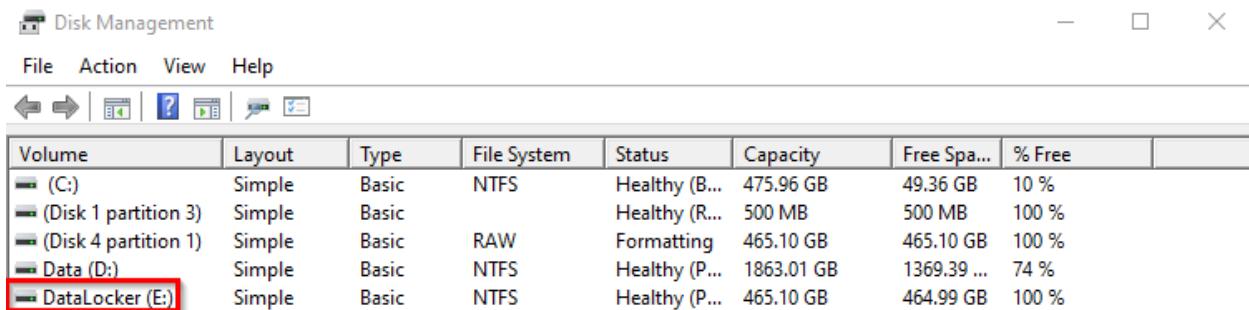 Disk Management
File Action View Help
Volume Layout Type File System Status Capacity Free Spa... % Free
(C:) Simple Basic NTFS Healthy (B... 475.96 GB 49.36 GB 10 %
(Disk 1 partition 3) Simple Basic Healthy (R... 500 MB 500 MB 100 %
(Disk 4 partition 1) Simple Basic RAW Formatting 465.10 GB 465.10 GB 100 %
Data (D:) Simple Basic NTFS Healthy (P... 1863.01 GB 1369.39 ... 74 %
DataLocker (E:) Simple Basic NTFS Healthy (P... 465.10 GB 464.99 GB 100 %